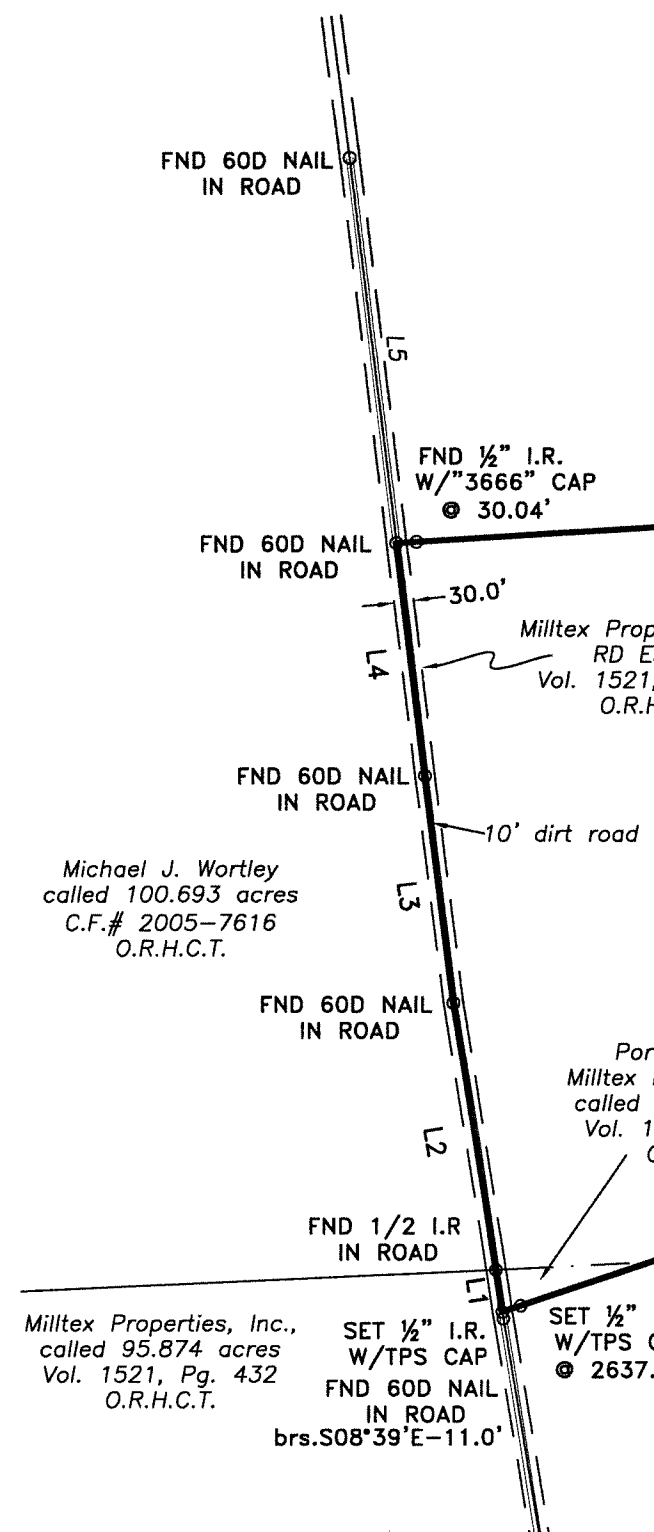 FND 60D NAIL
IN ROAD
L5
FND ½" I.R.
W/"3666" CAP
@ 30.04'
FND 60D NAIL
IN ROAD
30.0'
Milltex Prop
RD E
Vol. 1521,
O.R.H
L4
FND 60D NAIL
IN ROAD
10' dirt road
Michael J. Wortley
called 100.693 acres
C.F.# 2005-7616
O.R.H.C.T.
L3
FND 60D NAIL
IN ROAD
Por
Milltex
called
Vol. 1
L2
FND 1/2 I.R
IN ROAD
L1
Milltex Properties, Inc.,
called 95.874 acres
Vol. 1521, Pg. 432
O.R.H.C.T.
SET ½" I.R.
W/TPS CAP
FND 60D NAIL
IN ROAD
brs.S08°39'E-11.0'
SET ½"
W/TPS
@ 2637.